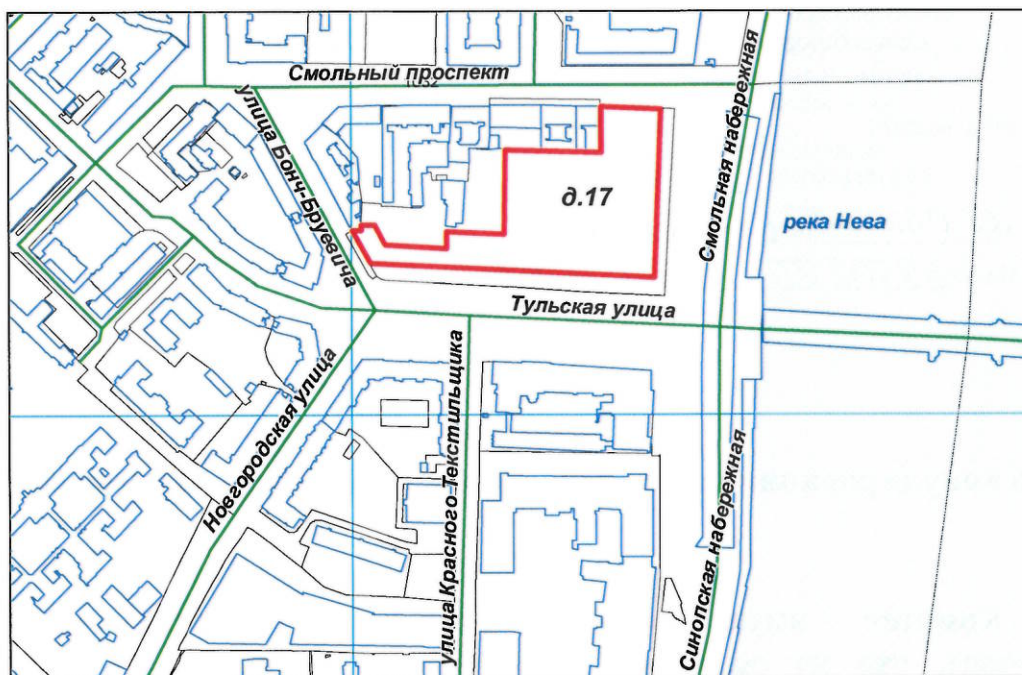 Смольный проспект
улица Бонч-Бруевича
Смольная набережная
д.17
река Нева
Тульская улица
Новгородская улица
улица Красного Текстильщика
Синопская набережная